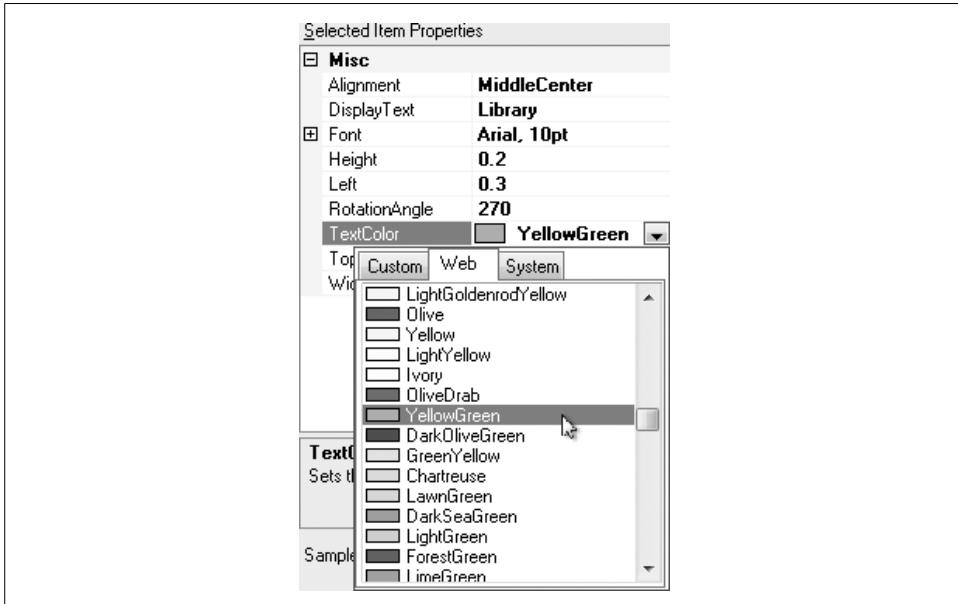 Selected Item Properties
Misc
Alignment MiddleCenter
DisplayText Library
Font Arial, 10pt
Height 0.2
Left 0.3
RotationAngle 270
TextColor YellowGreen
Top
Custom Web System
LightGoldenrodYellow
Olive
Yellow
LightYellow
Ivory
OliveDrab
YellowGreen
DarkOliveGreen
GreenYellow
Chartreuse
LawnGreen
DarkSeaGreen
LightGreen
ForestGreen
LimeGreen
Sets
Sample